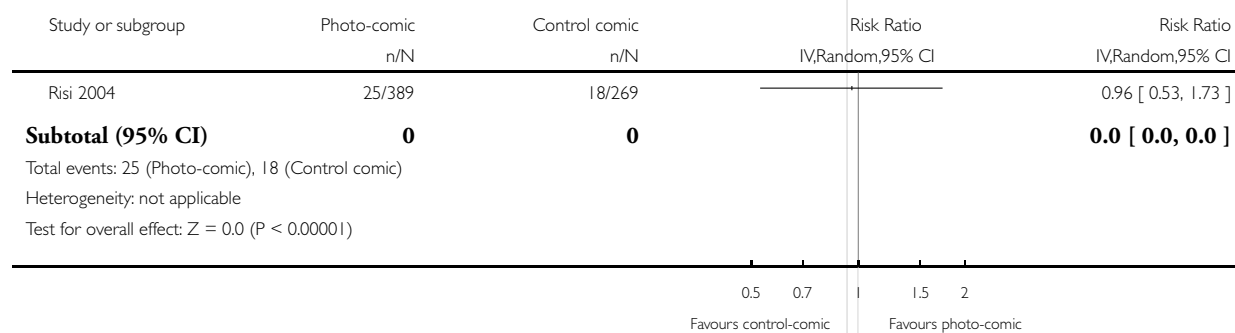 Study or subgroup Photo-comic Control comic Risk Ratio Risk Ratio
n/N n/N IV,Random,95% CI IV,Random,95% CI
Risi 2004 25/389 18/269 0.96 [ 0.53, 1.73 ]
Subtotal (95% CI) 0 0 0.0 [ 0.0, 0.0 ]
Total events: 25 (Photo-comic), 18 (Control comic)
Heterogeneity: not applicable
Test for overall effect: Z = 0.0 (P < 0.00001)
0.5 0.7 1 1.5 2
Favours control-comic Favours photo-comic